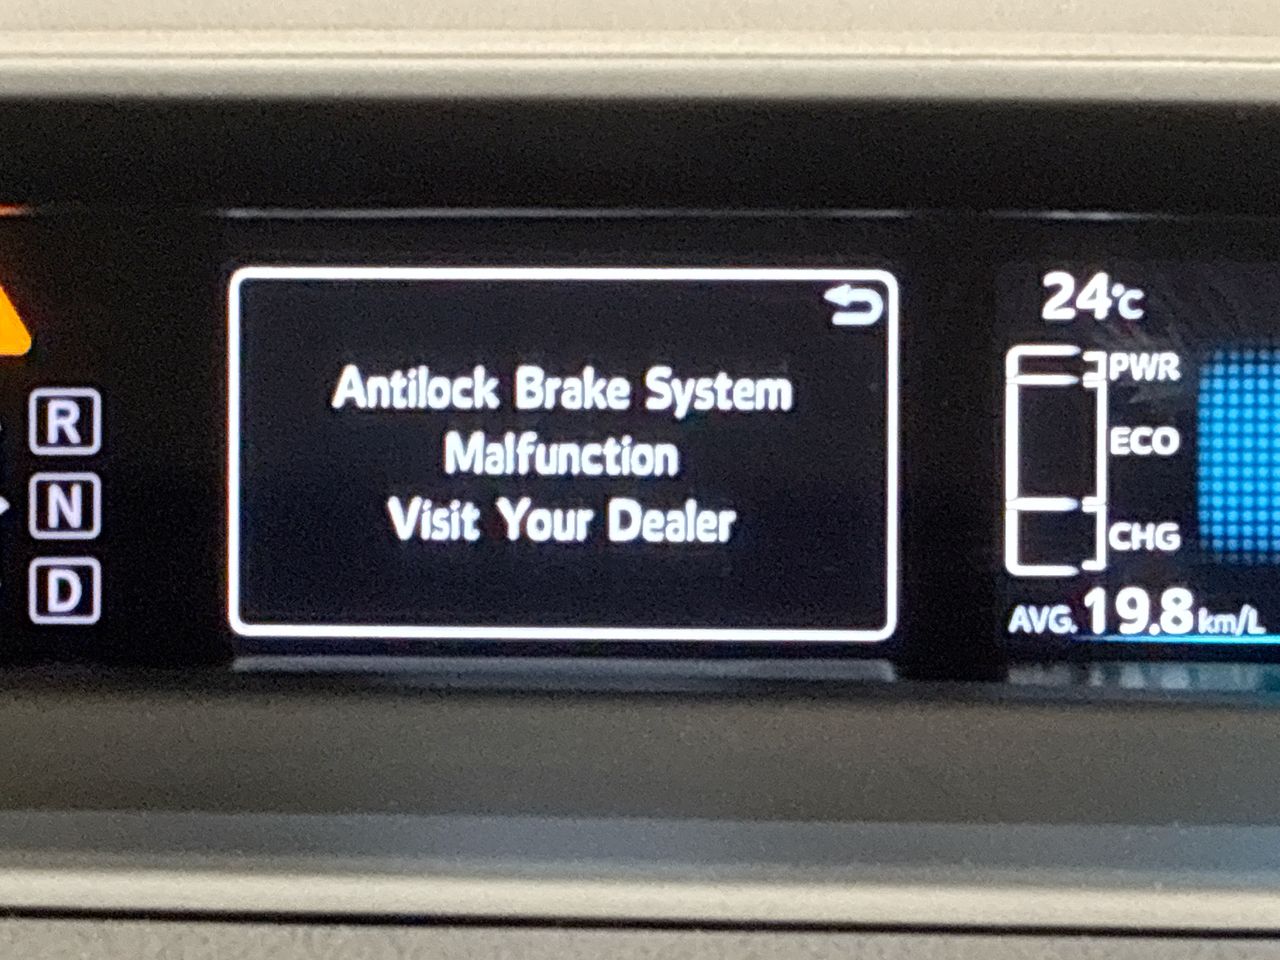 R
N
D
Antilock Brake System
Malfunction
Visit Your Dealer
24°C
PWR
ECO
CHG
AVG. 19.8 km/L